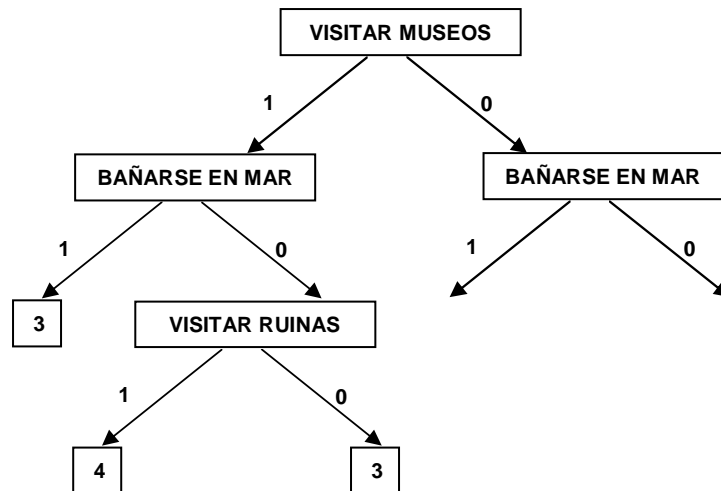 VISITAR MUSEOS
1 0
BAÑARSE EN MAR BAÑARSE EN MAR
1 0 1 0
3 VISITAR RUINAS
1 0
4 3